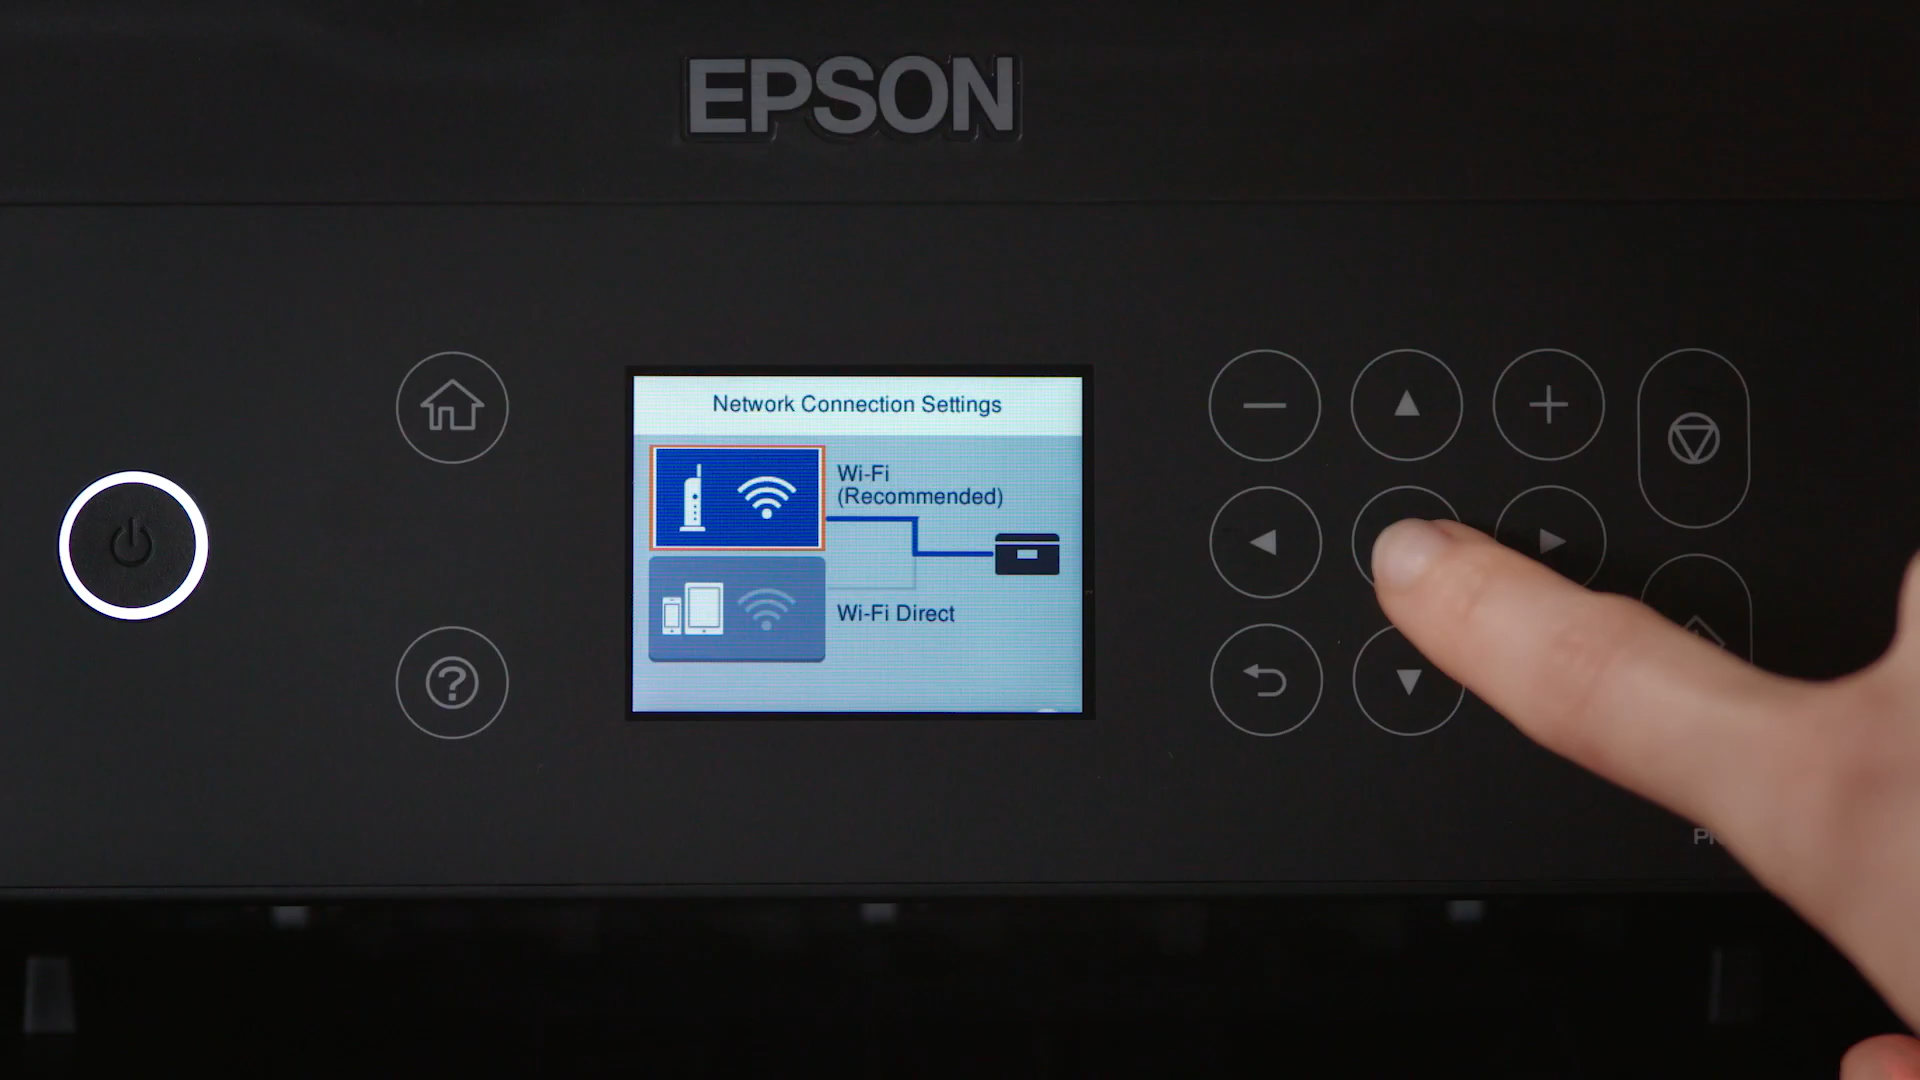 EPSON
Network Connection Settings
Wi-Fi
(Recommended)
Wi-Fi Direct